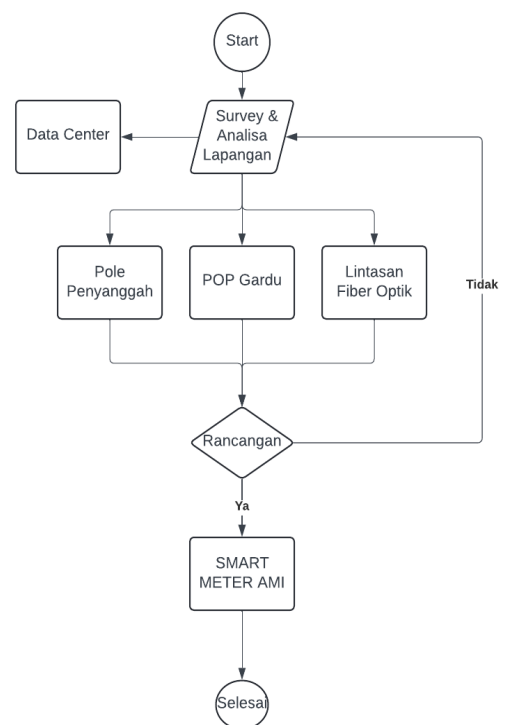 Start
Survey &
Analisa
Lapangan
Data Center
Pole
Penyanggah
POP Gardu
Lintasan
Fiber Optik
Tidak
Rancangan
Ya
SMART
METER AMI
Selesai